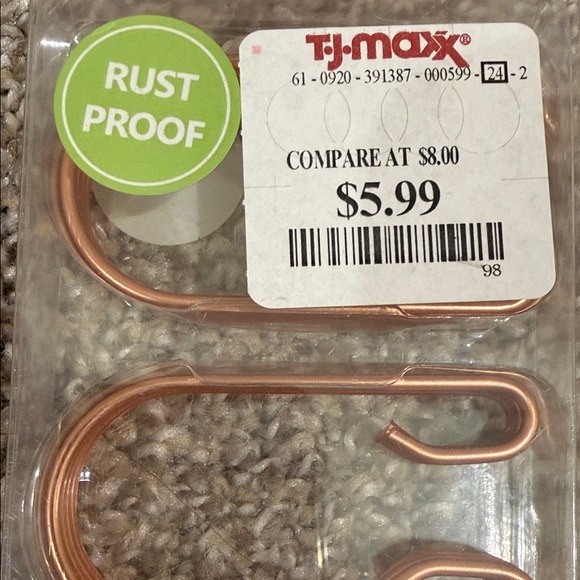 RUST
PROOF
T·J·maxx®
61 - 0920 - 391387 - 000599 - 24 - 2
COMPARE AT $8.00
$5.99
98